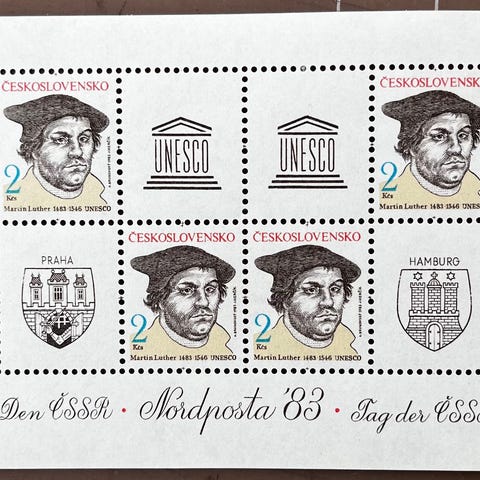 ČESKOSLOVENSKO
2
Kčs
Martin Luther 1483-1546 UNESCO
UNESCO
UNESCO
ČESKOSLOVENSKO
2
Kčs
Martin Luther 1483-1546 UNESCO
PRAHA
ČESKOSLOVENSKO
2
Kčs
Martin Luther 1483-1546 UNESCO
ČESKOSLOVENSKO
2
Kčs
Martin Luther 1483-1546 UNESCO
HAMBURG
Den ČSSR • Nordposta '83 • Tag der ČSS